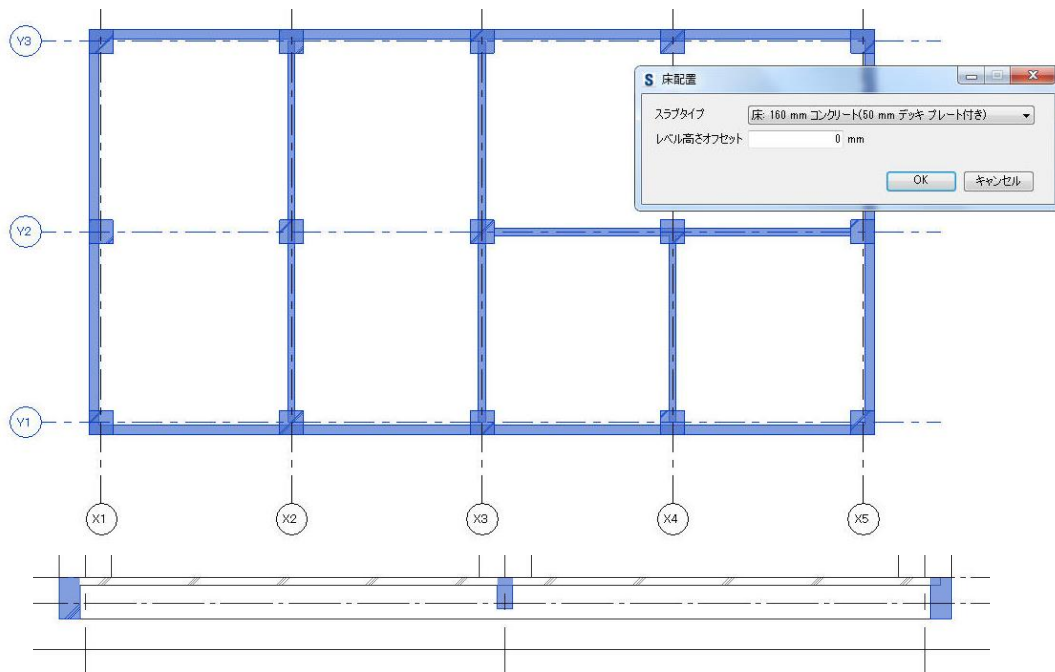 Y3
S 床配置
スラブタイプ 床: 160 mm コンクリート(50 mm デッキ プレート付き)
レベル高さオフセット 0 mm
OK キャンセル
Y2
Y1
X1 X2 X3 X4 X5